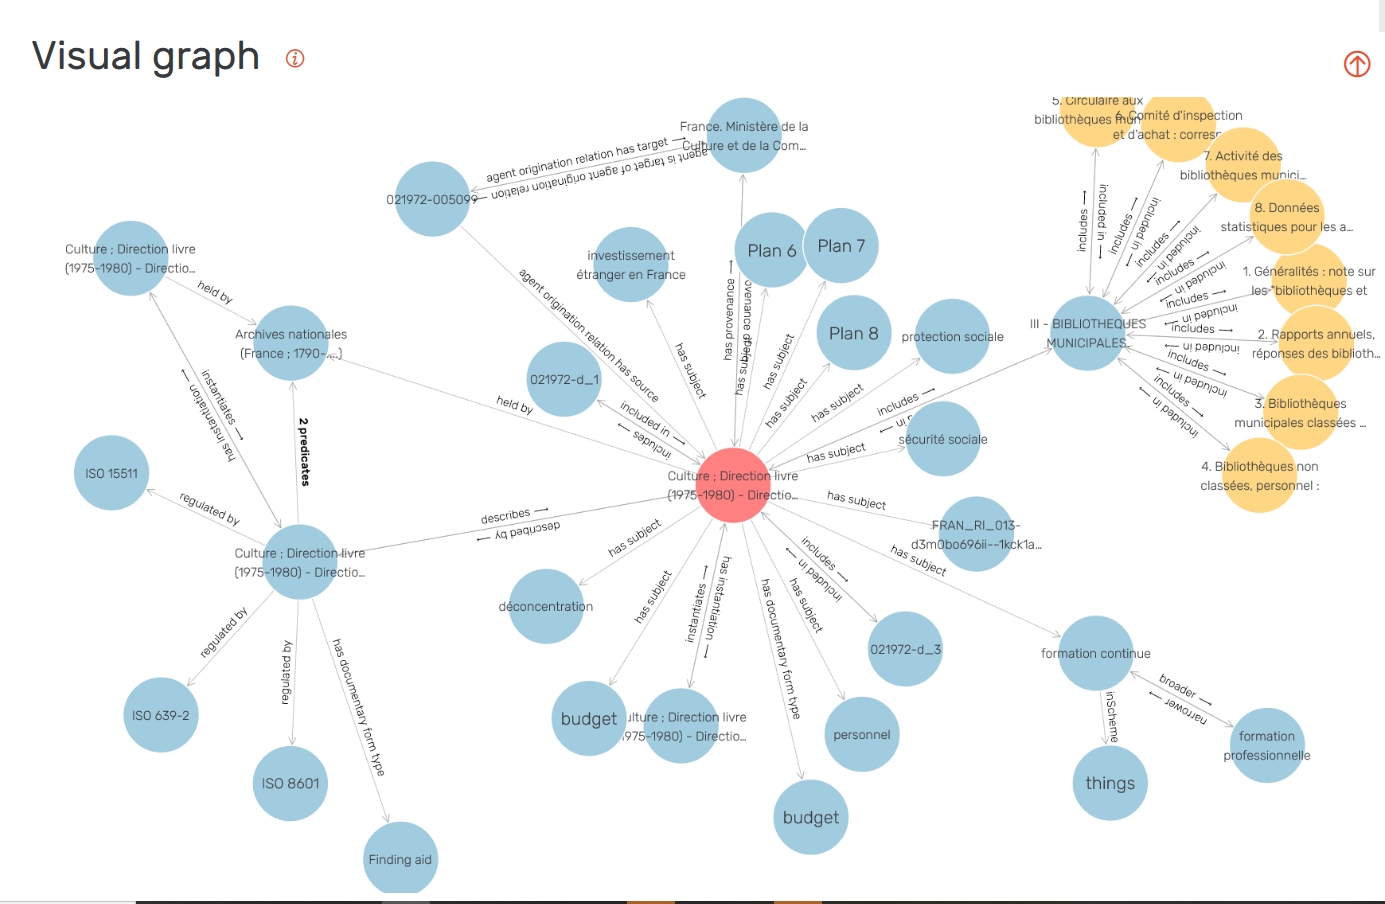 Visual graph
France. Ministère de la
Culture et de la Com...
agent origination relation has target
agent is target of agent origination relation
021972-005099
5. Circulaire aux
bibliothèques mun
6. Comité d'inspection
et d'achat : corresp
7. Activité des
bibliothèques munici...
8. Données
statistiques pour les a...
1. Généralités : note sur
les "bibliothèques et
2. Rapports annuels,
réponses des biblioth...
3. Bibliothèques
municipales classées ...
4. Bibliothèques non
classées, personnel :
includes
included in
includes
included in
includes
included in
includes
included in
includes
included in
includes
included in
includes
included in
includes
included in
III - BIBLIOTHEQUES
MUNICIPALES.
Culture ; Direction livre
(1975-1980) - Directio...
held by
Archives nationales
(France ; 1790-....)
investissement
étranger en France
Plan 6
Plan 7
Plan 8
protection sociale
sécurité sociale
agent origination relation has source
has provenance
has subject
has subject
has subject
has subject
has subject
has subject
includes
021972-d_1
included in
includes
held by
instantiates
has instantiation
2 predicates
ISO 15511
regulated by
Culture ; Direction livre
(1975-1980) - Directio...
describes
described by
Culture ; Direction livre
(1975-1980) - Directio...
has subject
FRAN_RI_013-
d3m0bo696ii--1kck1a...
has subject
has subject
déconcentration
has subject
instantiates
has instantiation
has documentary form type
has subject
includes
included in
021972-d_3
formation continue
broader
narrower
inScheme
formation
professionnelle
things
regulated by
regulated by
has documentary form type
ISO 639-2
ISO 8601
Finding aid
budget
ulture ; Direction livre
1975-1980) - Directio...
personnel
budget